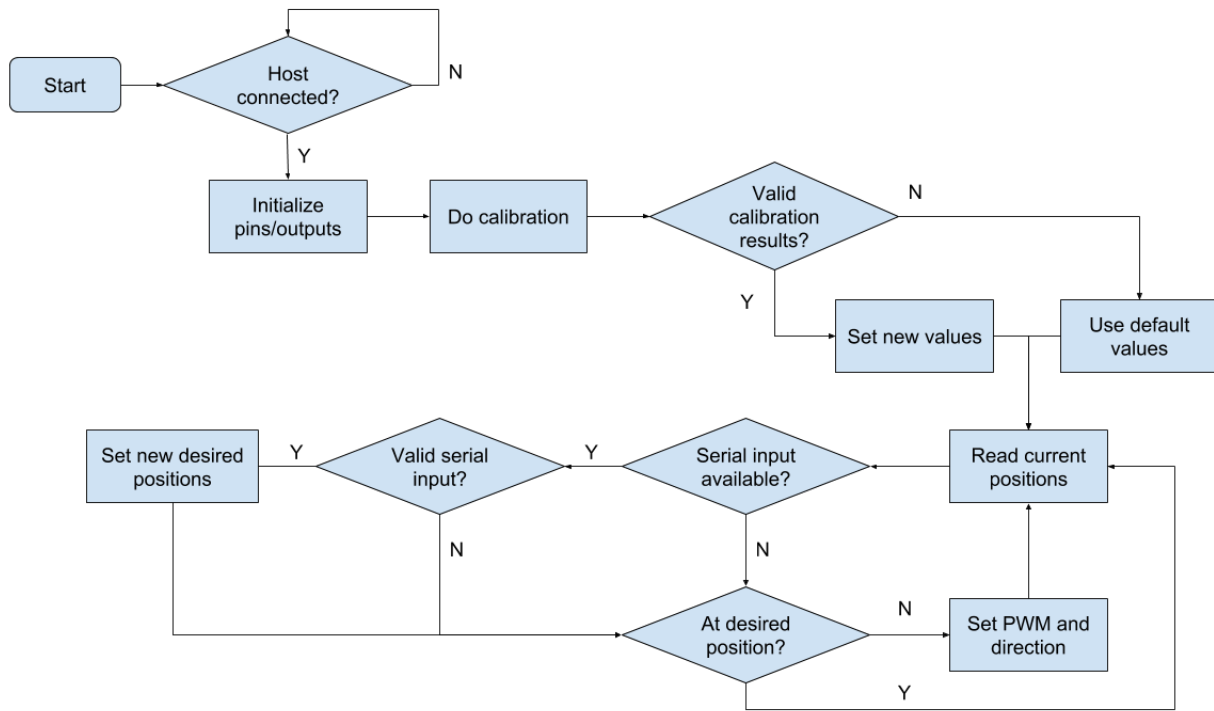 Start
Host
connected?
N
Y
Initialize
pins/outputs
Do calibration
Valid
calibration
results?
N
Y
Set new values
Use default
values
Set new desired
positions
Y
Valid serial
input?
Y
Serial input
available?
Read current
positions
N
N
At desired
position?
N
Set PWM and
direction
Y